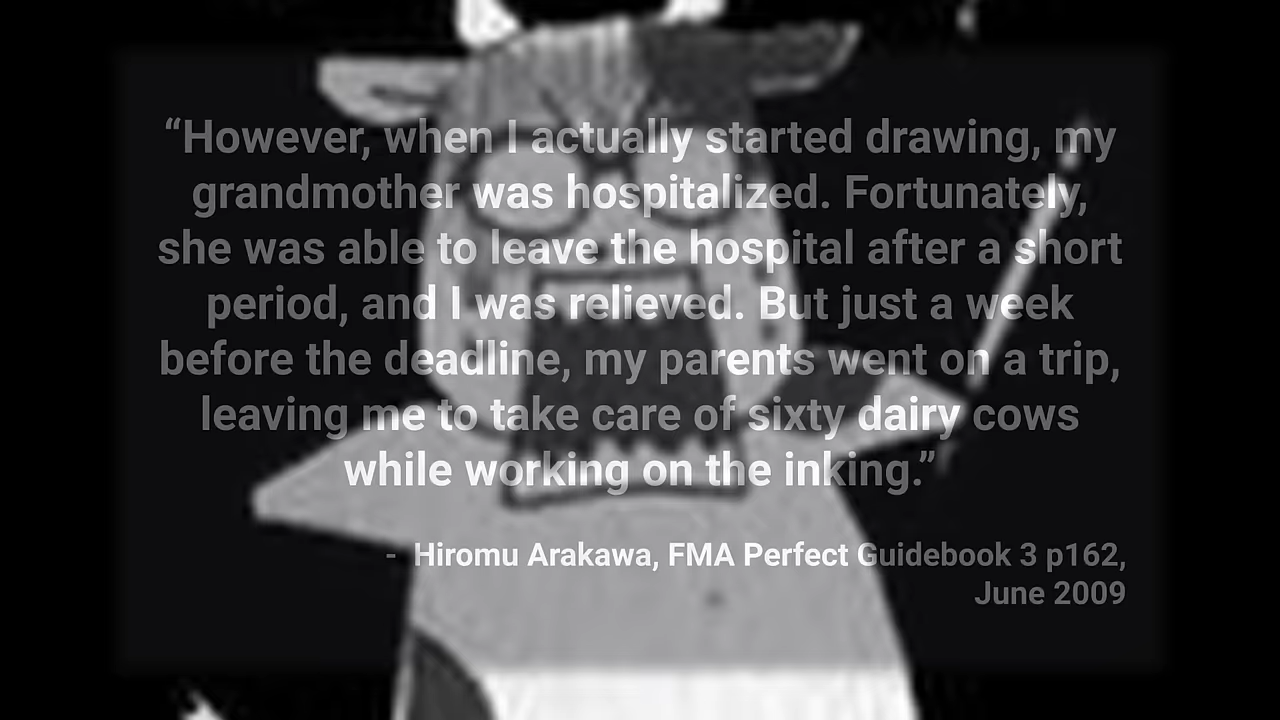 “However, when I actually started drawing, my
grandmother was hospitalized. Fortunately,
she was able to leave the hospital after a short
period, and I was relieved. But just a week
before the deadline, my parents went on a trip,
leaving me to take care of sixty dairy cows
while working on the inking.”
- Hiromu Arakawa, FMA Perfect Guidebook 3 p162,
June 2009